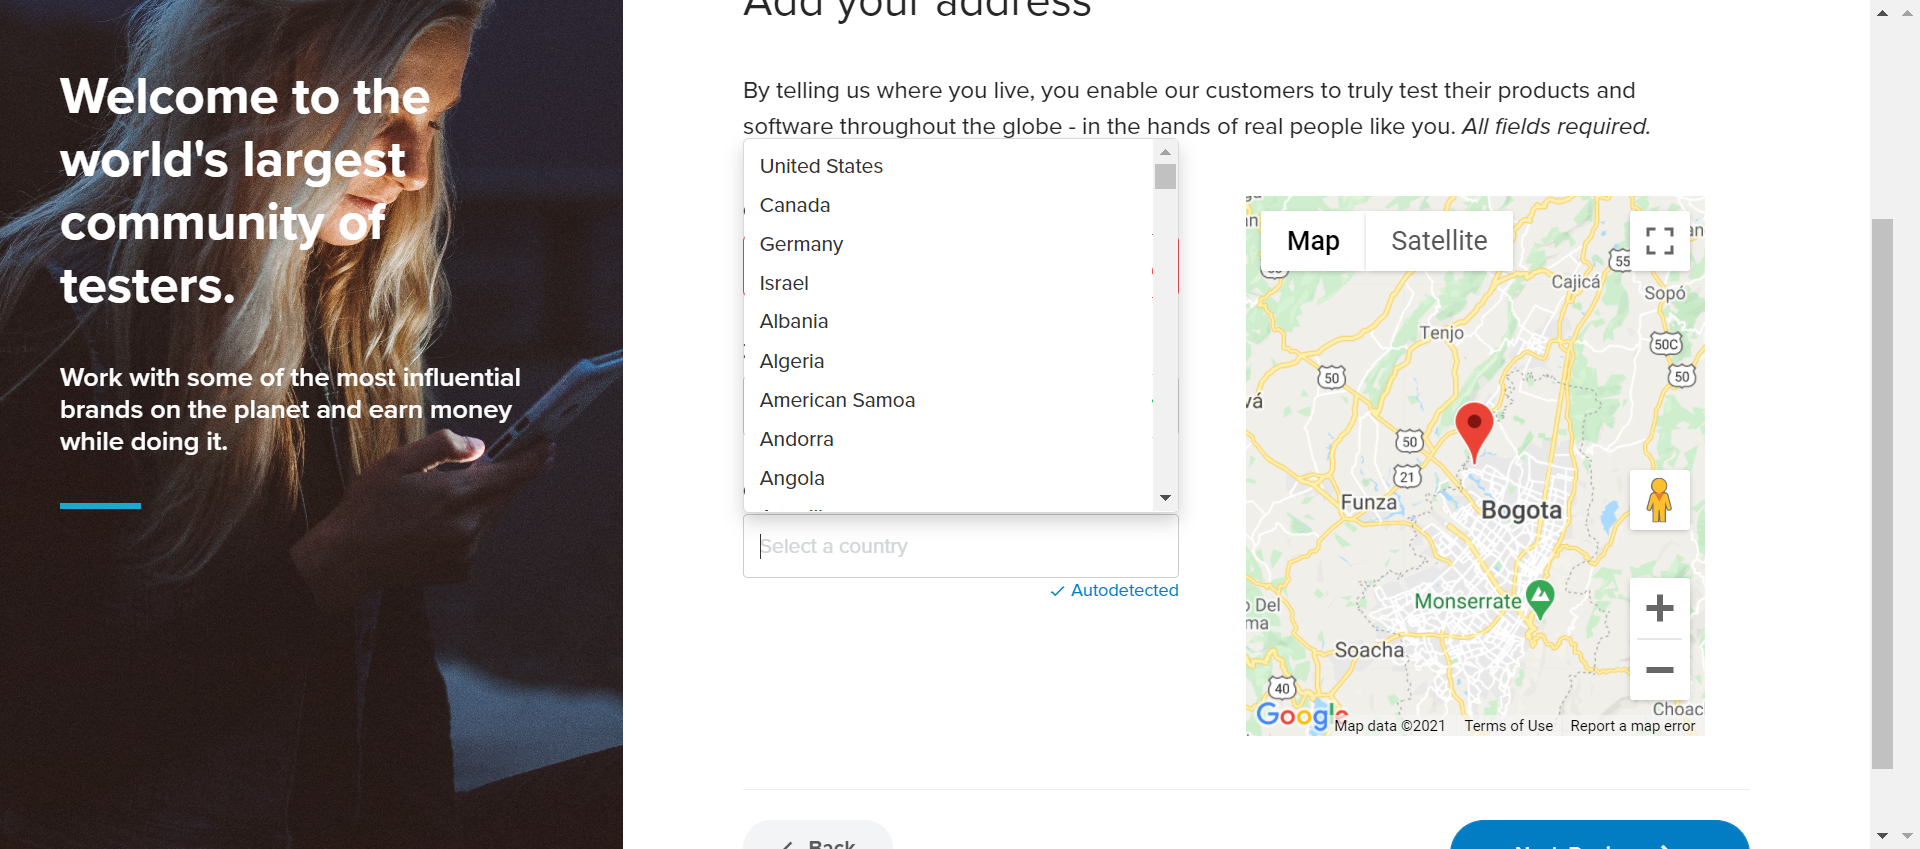 Welcome to the
world's largest
community of
testers.
Work with some of the most influential
brands on the planet and earn money
while doing it.
Add your address
By telling us where you live, you enable our customers to truly test their products and
software throughout the globe - in the hands of real people like you. All fields required.
United States
Canada
Germany
Israel
Albania
Algeria
American Samoa
Andorra
Angola
Select a country
Autodetected
Map
Satellite
55
Cajicá
Sopó
Tenjo
50C
50
50
vá
50
21
Funza
Bogota
Monserrate
Del
ma
Soacha
40
Choac
Google
Map data ©2021
Terms of Use
Report a map error
Back